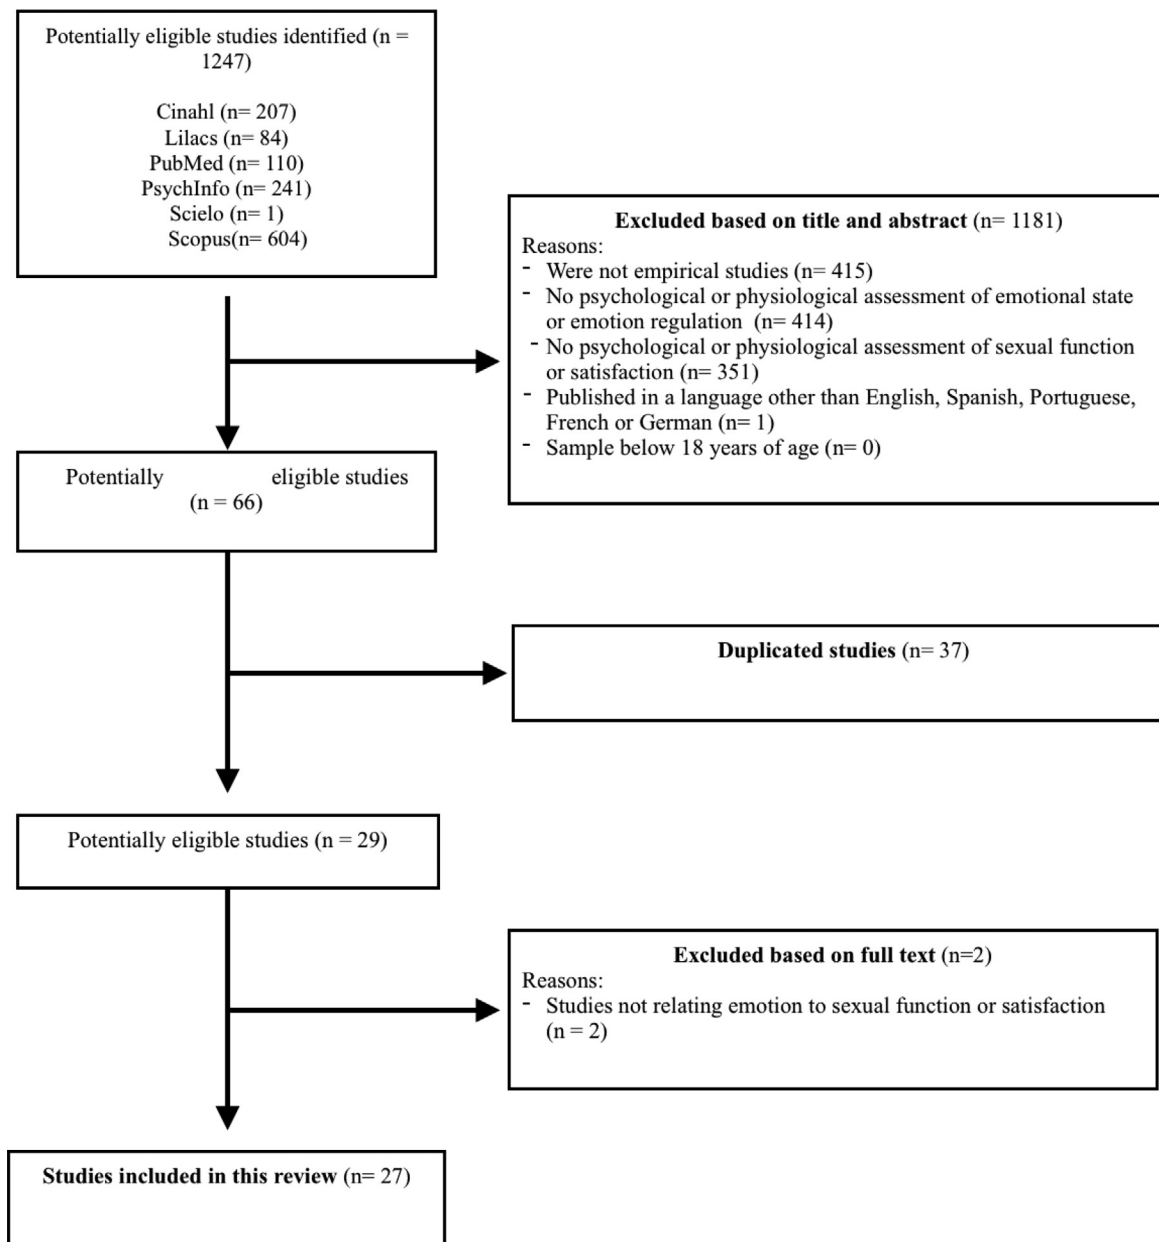 Potentially eligible studies identified (n =
1247)
Cinahl (n= 207)
Lilacs (n= 84)
PubMed (n= 110)
PsychInfo (n= 241)
Scielo (n= 1)
Scopus(n= 604)
Excluded based on title and abstract (n= 1181)
Reasons:
- Were not empirical studies (n= 415)
- No psychological or physiological assessment of emotional state
or emotion regulation (n= 414)
- No psychological or physiological assessment of sexual function
or satisfaction (n= 351)
- Published in a language other than English, Spanish, Portuguese,
French or German (n= 1)
- Sample below 18 years of age (n= 0)
Potentially eligible studies
(n = 66)
Duplicated studies (n= 37)
Potentially eligible studies (n = 29)
Excluded based on full text (n=2)
Reasons:
- Studies not relating emotion to sexual function or satisfaction
(n = 2)
Studies included in this review (n= 27)